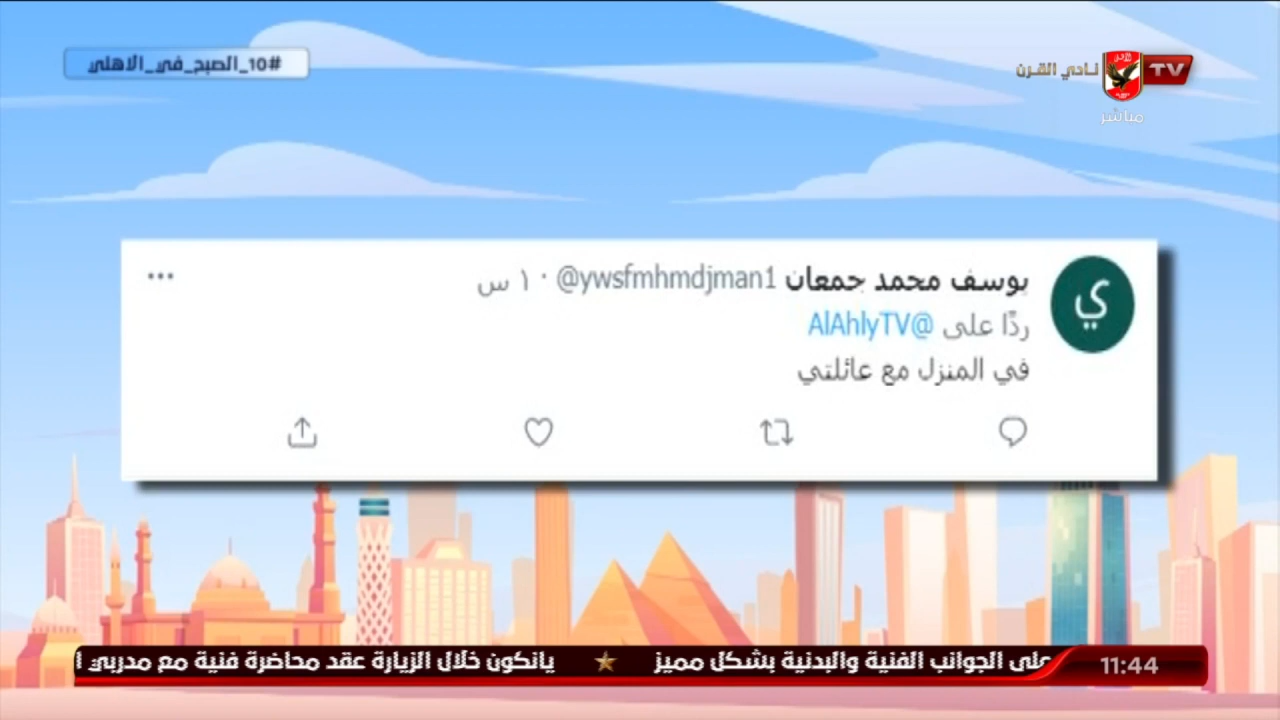 #10_الصبح_في_الاهلي
نادي القرن TV
مباشر
يوسف محمد جمعان @ywsfmhmdjman1 · ١ س
ردًا على @AlAhlyTV
في المنزل مع عائلتي
على الجوانب الفنية والبدنية بشكل مميز ★ يانكون خلال الزيارة عقد محاضرة فنية مع مدربي ا
11:44